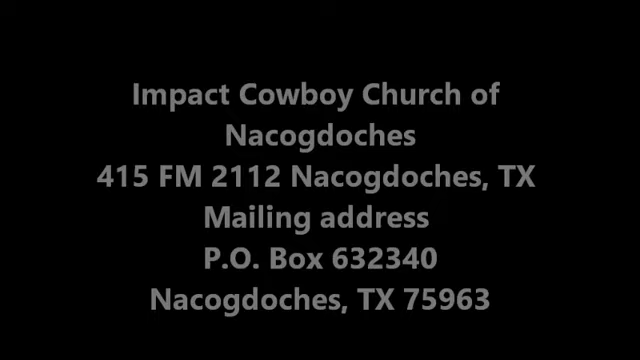 Impact Cowboy Church of
Nacogdoches
415 FM 2112 Nacogdoches, TX
Mailing address
P.O. Box 632340
Nacogdoches, TX 75963